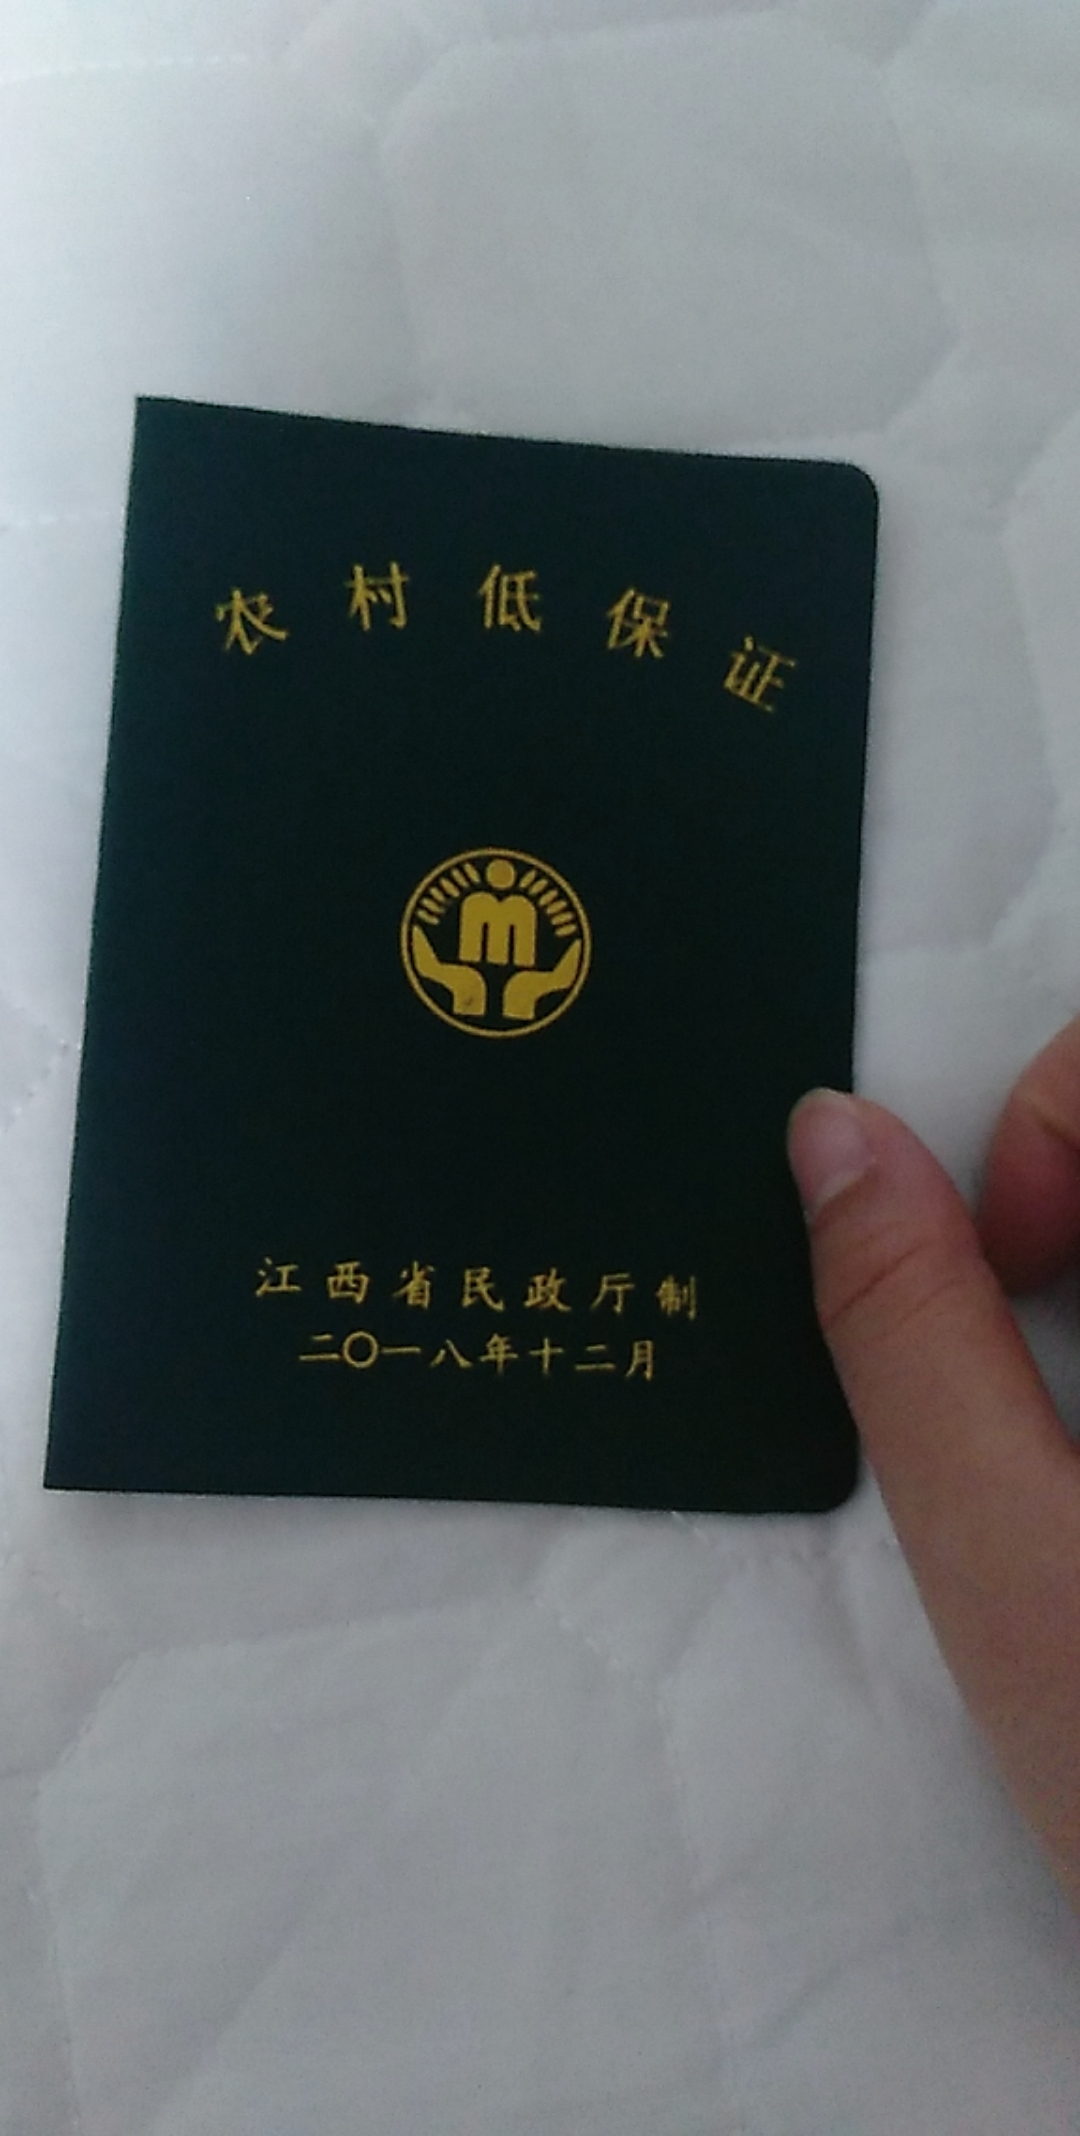 农村低保证
江西省民政厅制
二〇一八年十二月